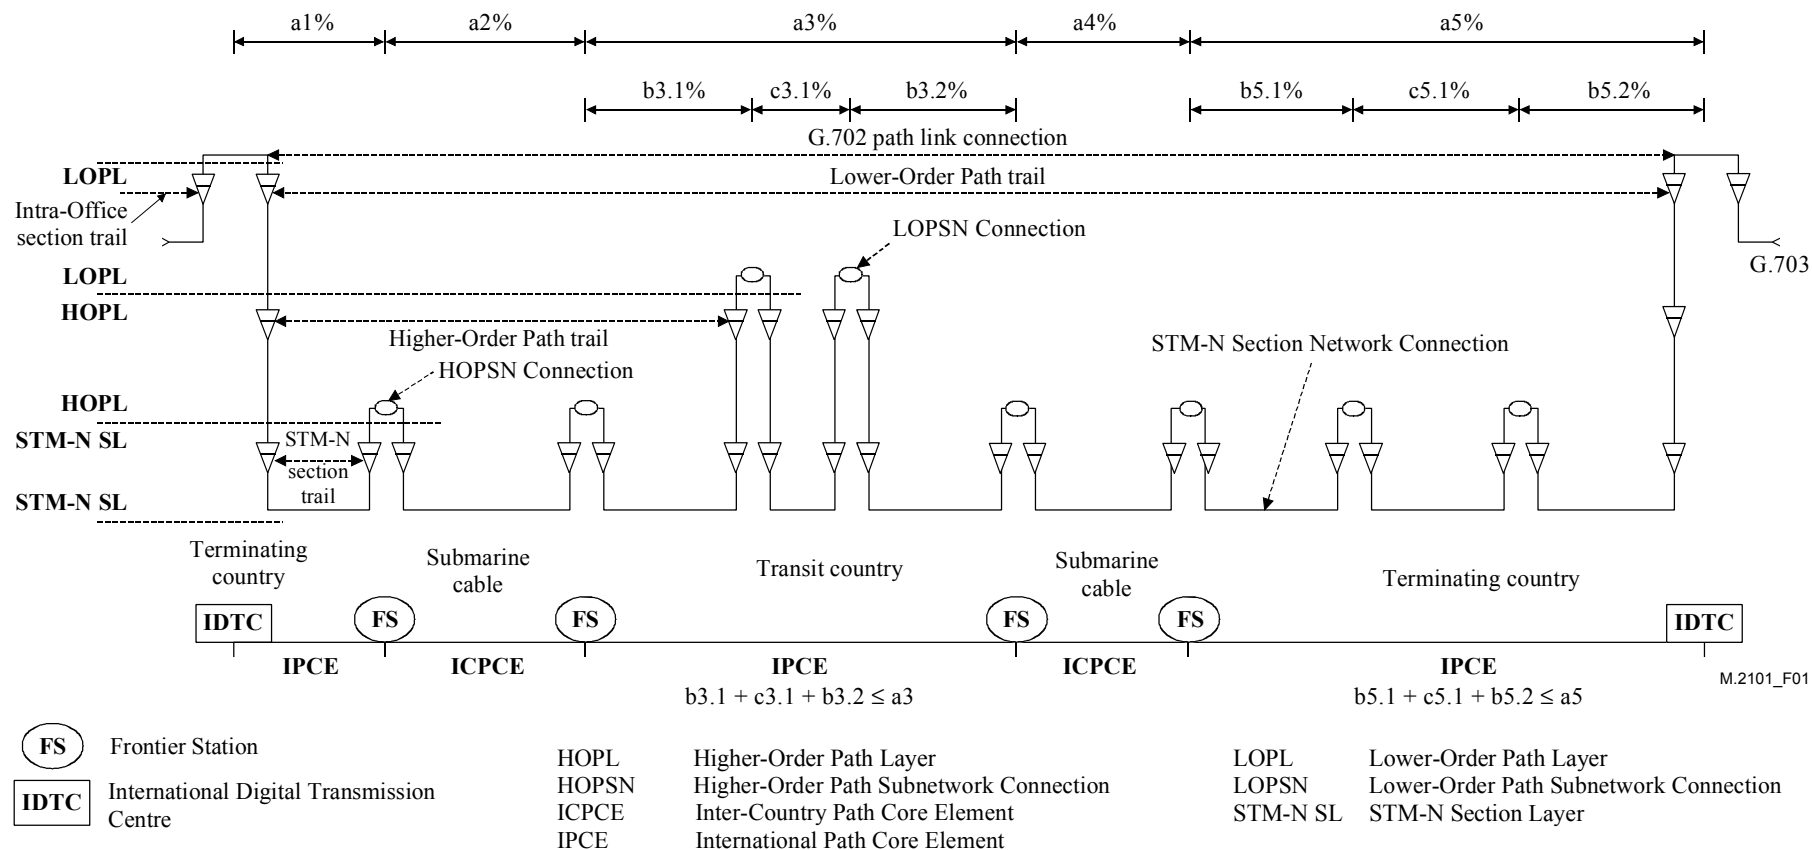 a1% a2% a3% a4% a5%
b3.1% c3.1% b3.2% b5.1% c5.1% b5.2%
G.702 path link connection
LOPL
Lower-Order Path trail
Intra-Office
section trail
LOPSN Connection
G.703
LOPL
HOPL
Higher-Order Path trail
STM-N Section Network Connection
HOPSN Connection
HOPL
STM-N SL
STM-N
section
trail
STM-N SL
Terminating
country
Submarine
cable
Transit country
Submarine
cable
Terminating country
IDTC FS FS FS FS IDTC
IPCE ICPCE IPCE ICPCE IPCE
M.2101_F01
b3.1 + c3.1 + b3.2 ≤ a3 b5.1 + c5.1 + b5.2 ≤ a5
FS Frontier Station
IDTC International Digital Transmission
Centre
HOPL Higher-Order Path Layer
HOPSN Higher-Order Path Subnetwork Connection
ICPCE Inter-Country Path Core Element
IPCE International Path Core Element
LOPL Lower-Order Path Layer
LOPSN Lower-Order Path Subnetwork Connection
STM-N SL STM-N Section Layer